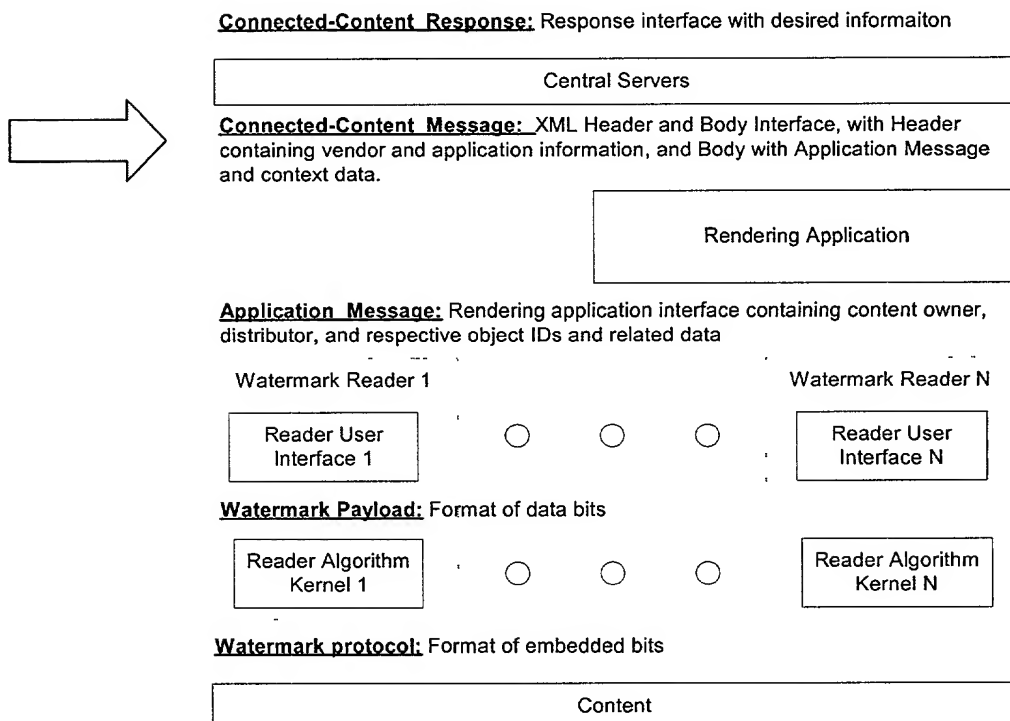 Connected-Content Response: Response interface with desired informaiton
Central Servers
Connected-Content Message: XML Header and Body Interface, with Header
containing vendor and application information, and Body with Application Message
and context data.
Rendering Application
Application Message: Rendering application interface containing content owner,
distributor, and respective object IDs and related data
Watermark Reader 1
Watermark Reader N
Reader User
Interface 1
Reader User
Interface N
Watermark Payload: Format of data bits
Reader Algorithm
Kernel 1
Reader Algorithm
Kernel N
Watermark protocol: Format of embedded bits
Content